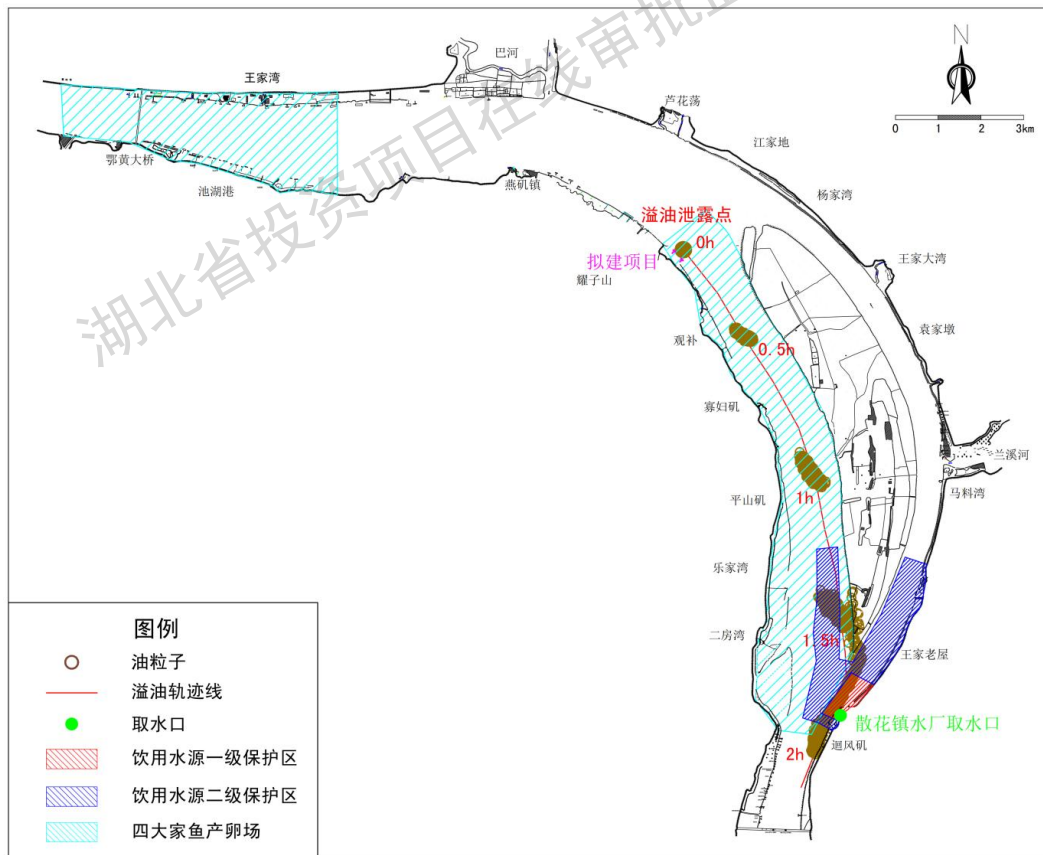 湖北省投资项目在线审批
N
0 1 2 3km
巴河
王家湾
芦花荡
江家地
鄂黄大桥
池湖港
燕矶镇
杨家湾
溢油泄露点
0h
拟建项目
耀子山
王家大湾
袁家墩
观补
0.5h
寡妇矶
兰溪河
马料湾
平山矶
1h
乐家湾
二房湾
1.5h
王家老屋
散花镇水厂取水口
迴风矶
2h
图例
油粒子
溢油轨迹线
取水口
饮用水源一级保护区
饮用水源二级保护区
四大家鱼产卵场